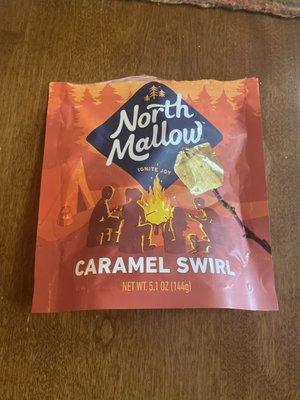 North
Mallow
IGNITE JOY
CARAMEL SWIRL
NET WT. 5.1 OZ (144g)